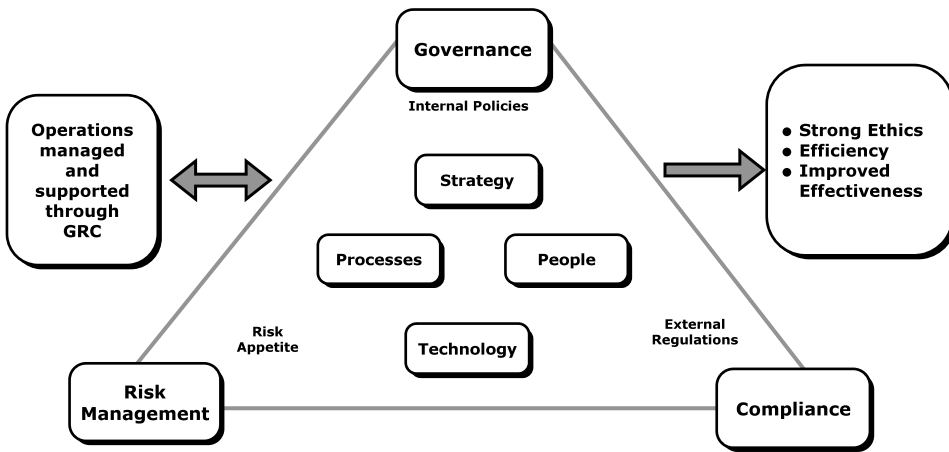 Governance
Internal Policies
Operations
managed
and
supported
through
GRC
● Strong Ethics
● Efficiency
● Improved
Effectiveness
Strategy
Processes
People
Risk
Appetite
Technology
External
Regulations
Risk
Management
Compliance